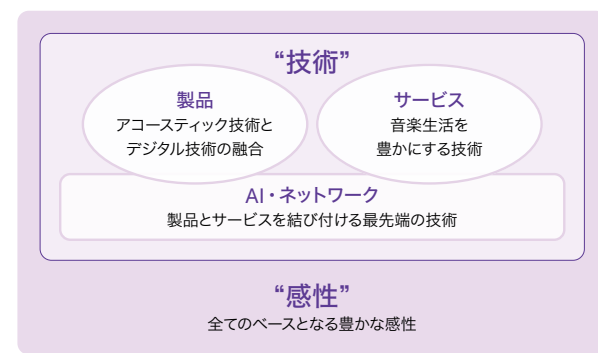 “技術”
製品
アコースティック技術と
デジタル技術の融合
サービス
音楽生活を
豊かにする技術
AI・ネットワーク
製品とサービスを結び付ける最先端の技術
“感性”
全てのベースとなる豊かな感性